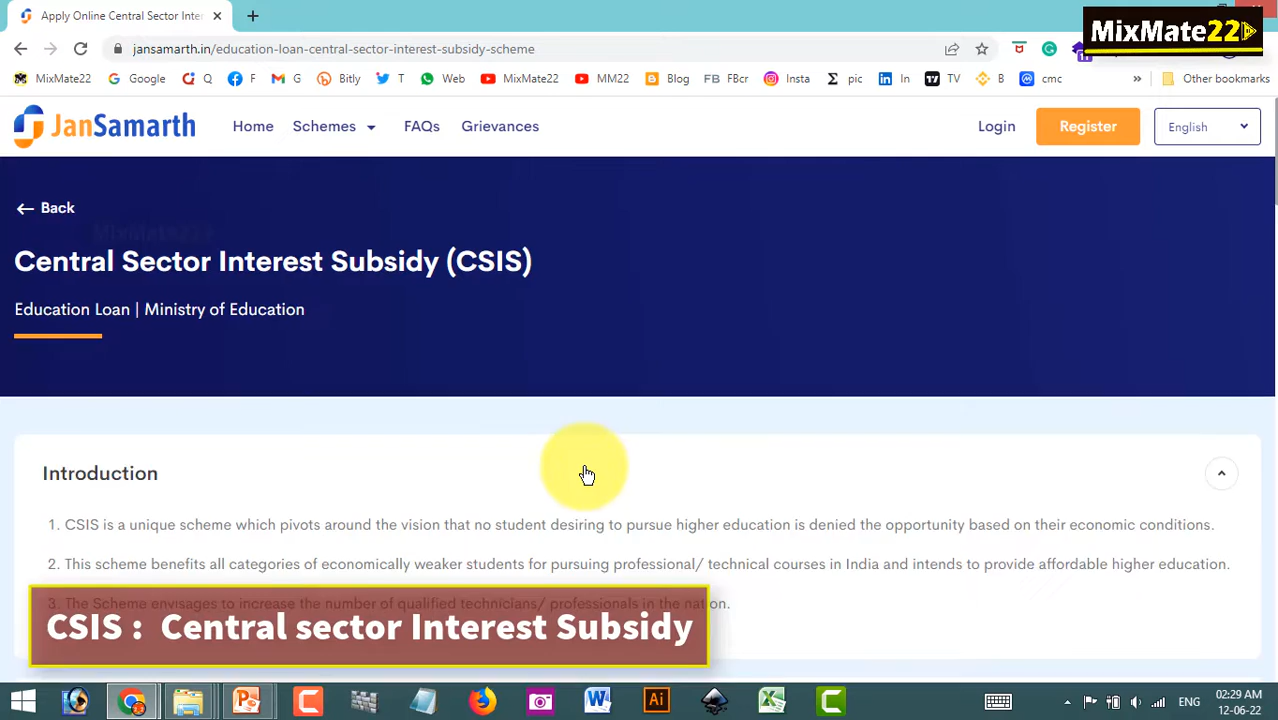 Apply Online Central Sector Inter
MixMate22
jansamarth.in/education-loan-central-sector-interest-subsidy-scheme
MixMate22 Google Q F M G Bitly T Web MixMate22 MM22 Blog FB FBcr Insta Σ pic In TV B cmc » Other bookmarks
JanSamarth Home Schemes FAQs Grievances Login Register English
Back
MixMate22
Central Sector Interest Subsidy (CSIS)
Education Loan | Ministry of Education
Introduction
1. CSIS is a unique scheme which pivots around the vision that no student desiring to pursue higher education is denied the opportunity based on their economic conditions.
2. This scheme benefits all categories of economically weaker students for pursuing professional/ technical courses in India and intends to provide affordable higher education.
3. The Scheme envisages to increase the number of qualified technicians/ professionals in the nation.
CSIS : Central sector Interest Subsidy
ENG
02:29 AM
12-06-22